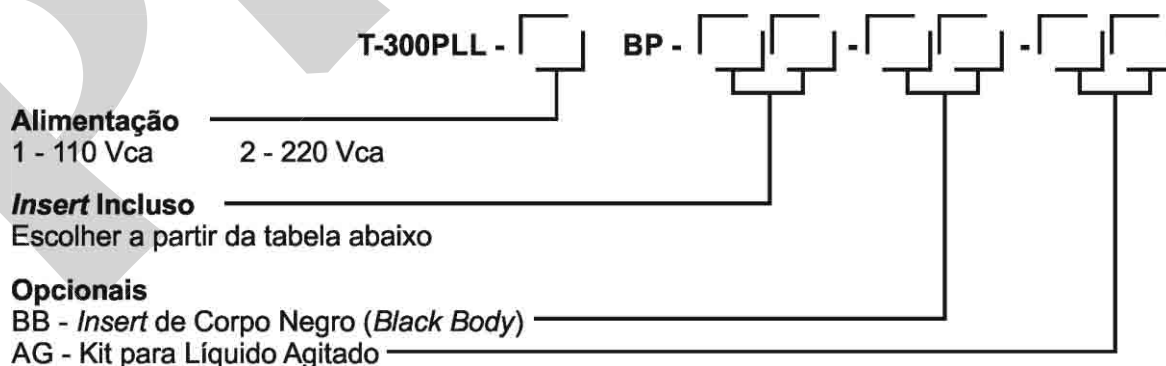 T-300PLL - BP - - -
Alimentação
1 - 110 Vca 2 - 220 Vca
Insert Incluso
Escolher a partir da tabela abaixo
Opcionais
BB - Insert de Corpo Negro (Black Body)
AG - Kit para Líquido Agitado